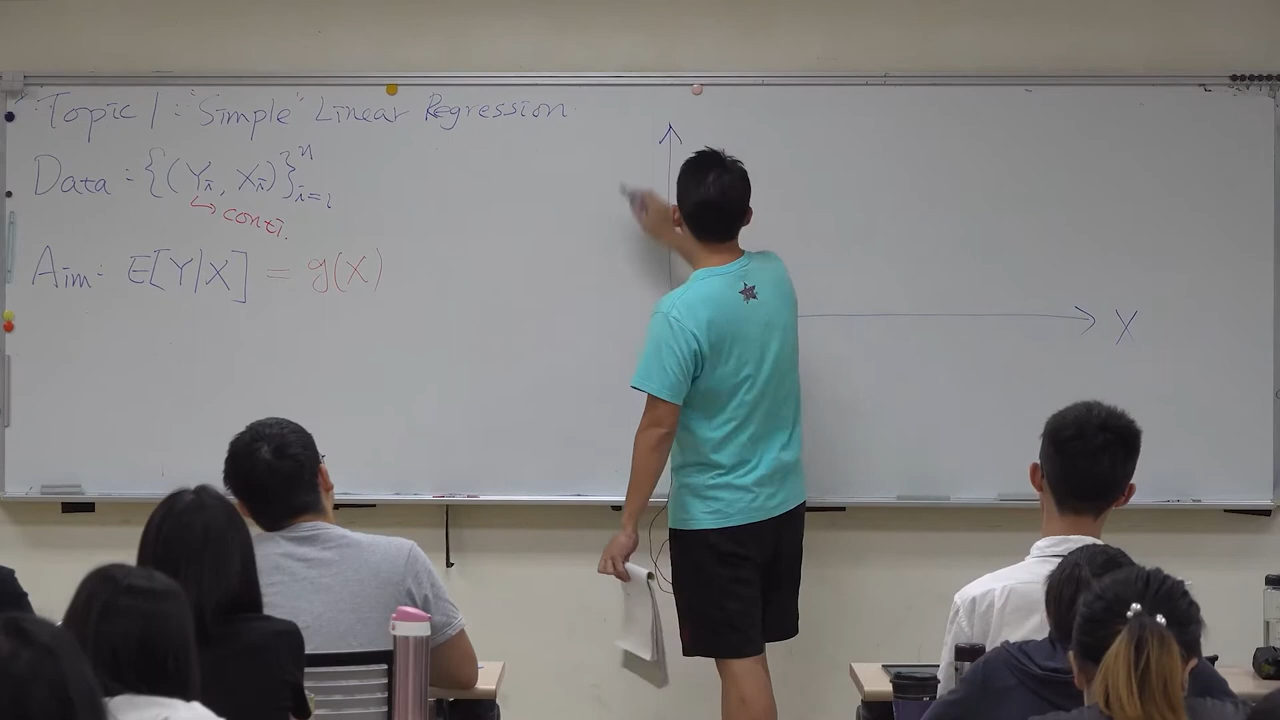 Topic 1: "Simple" Linear Regression
Data: {(Yᵢ, Xᵢ)}ⁿᵢ₌₁
↳ conti.
Aim: E[Y|X] = g(X)
X